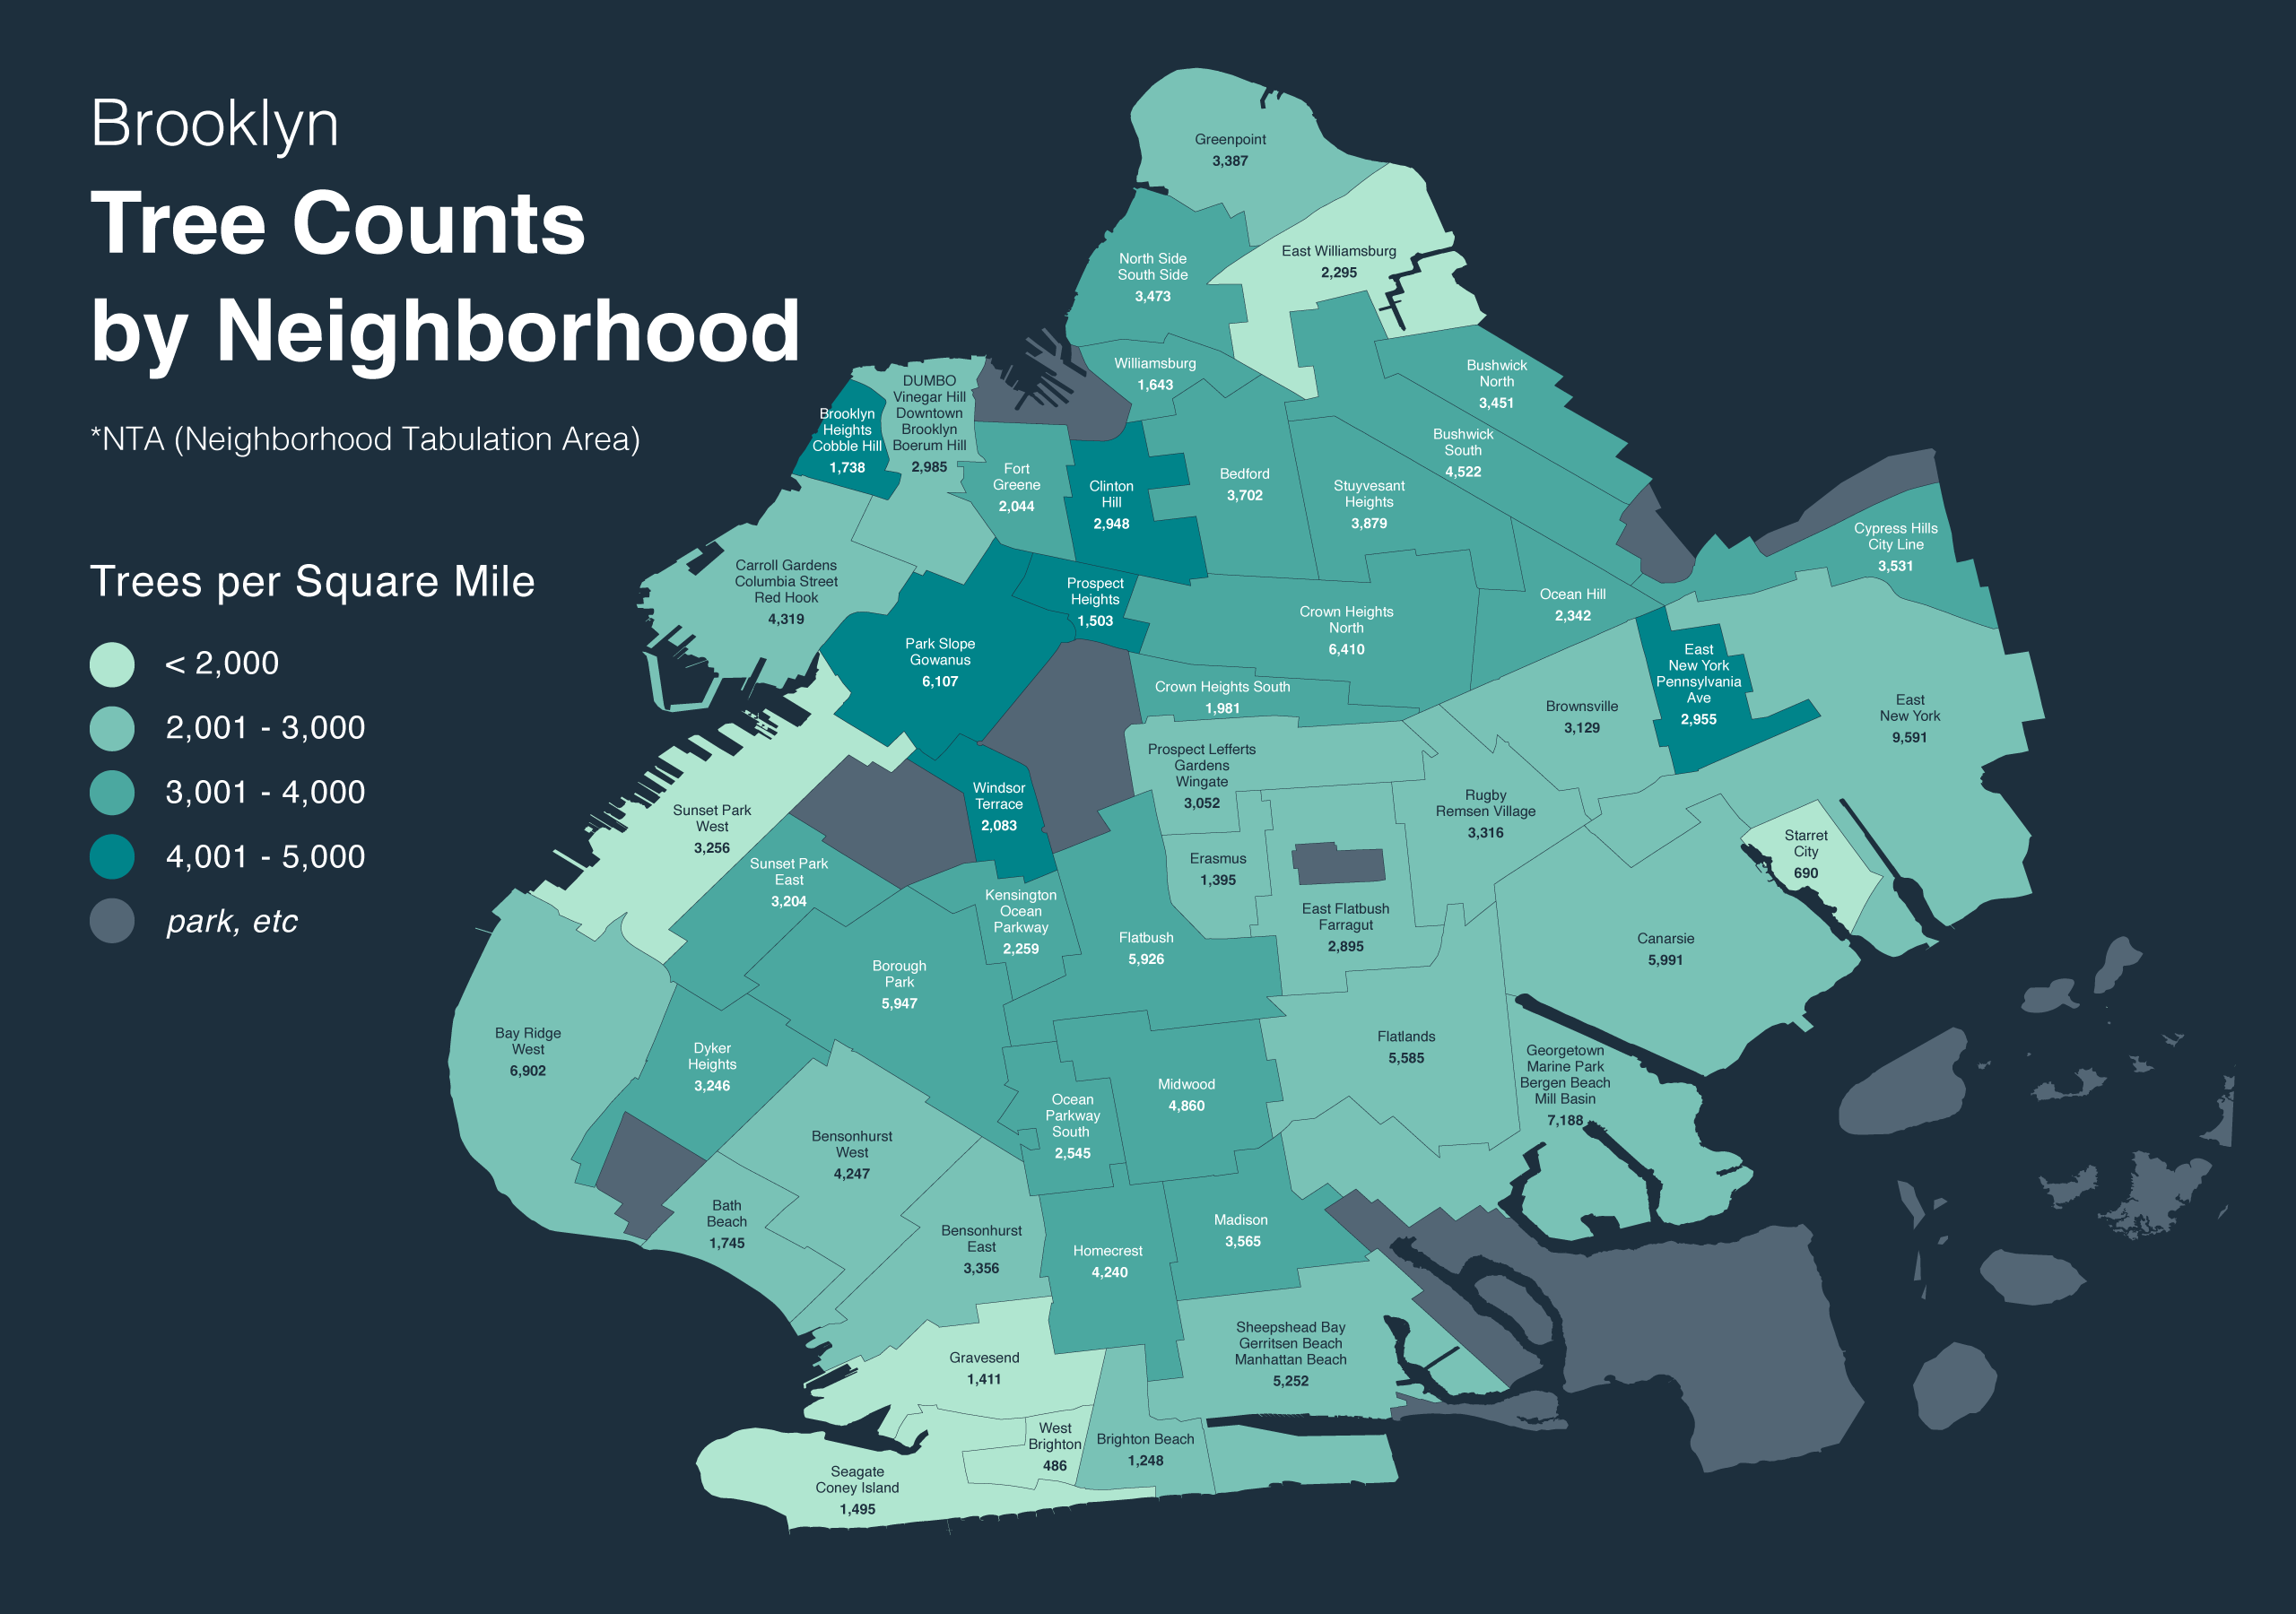 Brooklyn
Tree Counts
by Neighborhood
*NTA (Neighborhood Tabulation Area)
Trees per Square Mile
< 2,000
2,001 - 3,000
3,001 - 4,000
4,001 - 5,000
park, etc
Greenpoint
3,387
East Williamsburg
2,295
North Side
South Side
3,473
Williamsburg
1,643
Bushwick
North
3,451
DUMBO
Vinegar Hill
Downtown
Brooklyn
Boerum Hill
2,985
Brooklyn
Heights
Cobble Hill
1,738
Bushwick
South
4,522
Fort
Greene
2,044
Clinton
Hill
2,948
Bedford
3,702
Stuyvesant
Heights
3,879
Cypress Hills
City Line
3,531
Carroll Gardens
Columbia Street
Red Hook
4,319
Prospect
Heights
1,503
Ocean Hill
2,342
Crown Heights
North
6,410
Park Slope
Gowanus
6,107
East
New York
Pennsylvania
Ave
2,955
Crown Heights South
1,981
Brownsville
3,129
East
New York
9,591
Prospect Lefferts
Gardens
Wingate
3,052
Windsor
Terrace
2,083
Rugby
Remsen Village
3,316
Sunset Park
West
3,256
Starret
City
690
Sunset Park
East
3,204
Erasmus
1,395
Kensington
Ocean
Parkway
2,259
East Flatbush
Farragut
2,895
Flatbush
5,926
Canarsie
5,991
Borough
Park
5,947
Bay Ridge
West
6,902
Flatlands
5,585
Dyker
Heights
3,246
Georgetown
Marine Park
Bergen Beach
Mill Basin
7,188
Midwood
4,860
Ocean
Parkway
South
2,545
Bensonhurst
West
4,247
Bath
Beach
1,745
Madison
3,565
Bensonhurst
East
3,356
Homecrest
4,240
Sheepshead Bay
Gerritsen Beach
Manhattan Beach
5,252
Gravesend
1,411
West
Brighton
486
Brighton Beach
1,248
Seagate
Coney Island
1,495